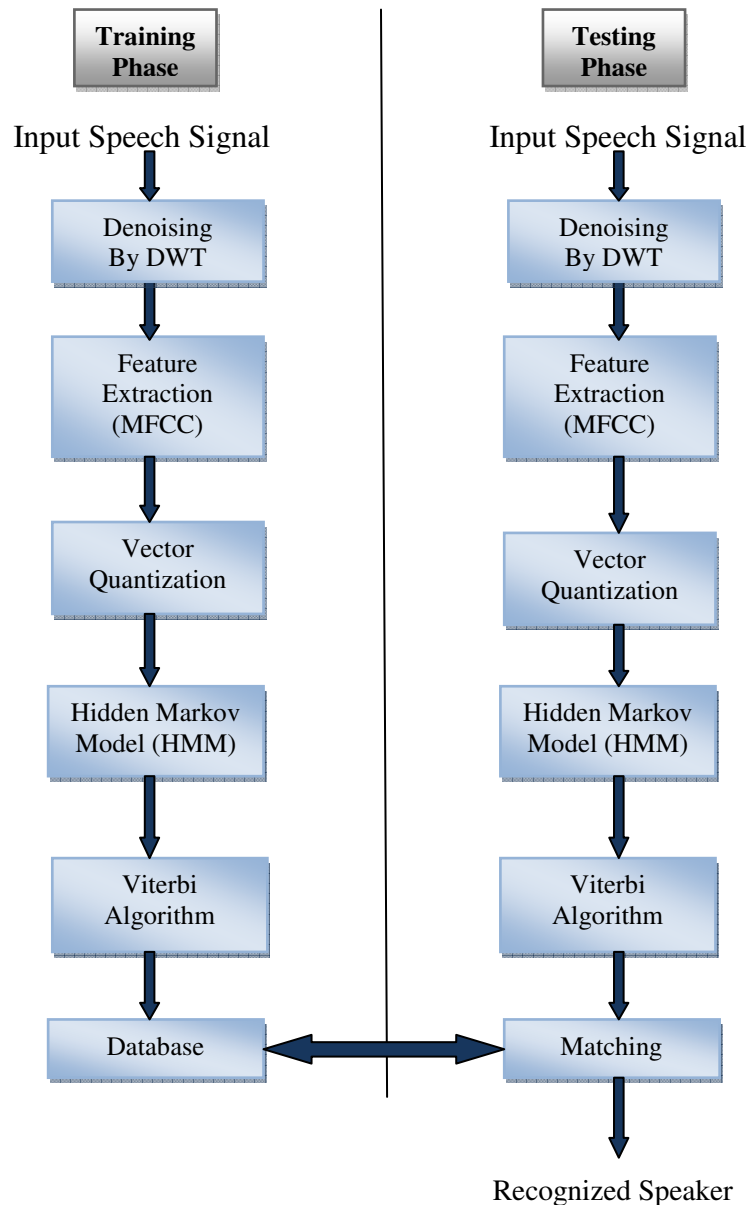 Training
Phase
Input Speech Signal
Denoising
By DWT
Feature
Extraction
(MFCC)
Vector
Quantization
Hidden Markov
Model (HMM)
Viterbi
Algorithm
Database
Testing
Phase
Input Speech Signal
Denoising
By DWT
Feature
Extraction
(MFCC)
Vector
Quantization
Hidden Markov
Model (HMM)
Viterbi
Algorithm
Matching
Recognized Speaker